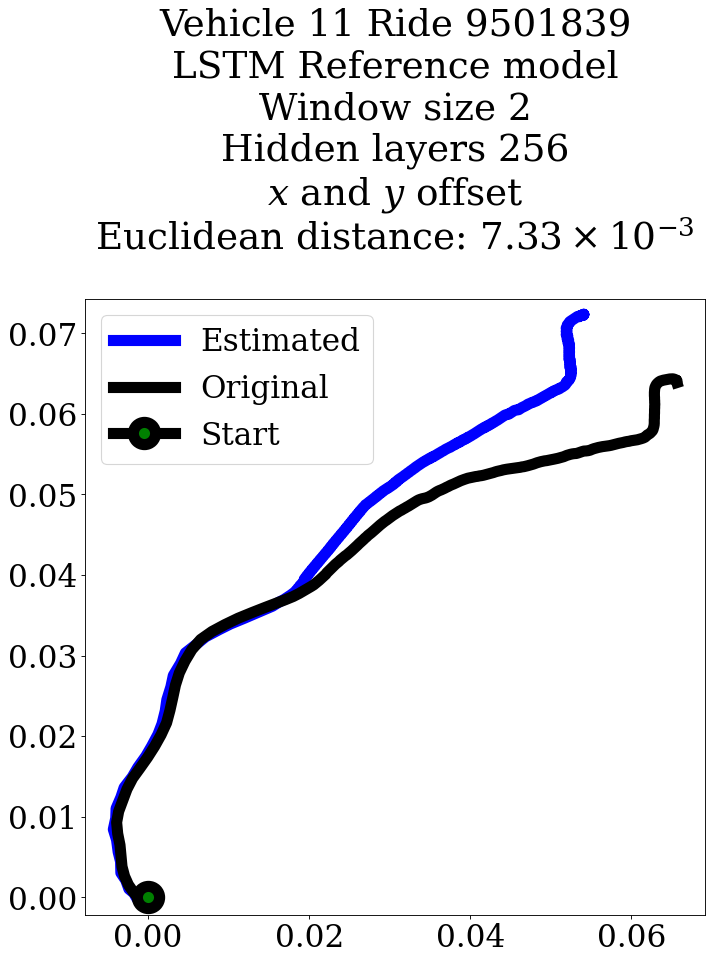 Vehicle 11 Ride 9501839
LSTM Reference model
Window size 2
Hidden layers 256
x and y offset
Euclidean distance: 7.33 × 10⁻³
Estimated
Original
Start
0.07
0.06
0.05
0.04
0.03
0.02
0.01
0.00
0.00 0.02 0.04 0.06